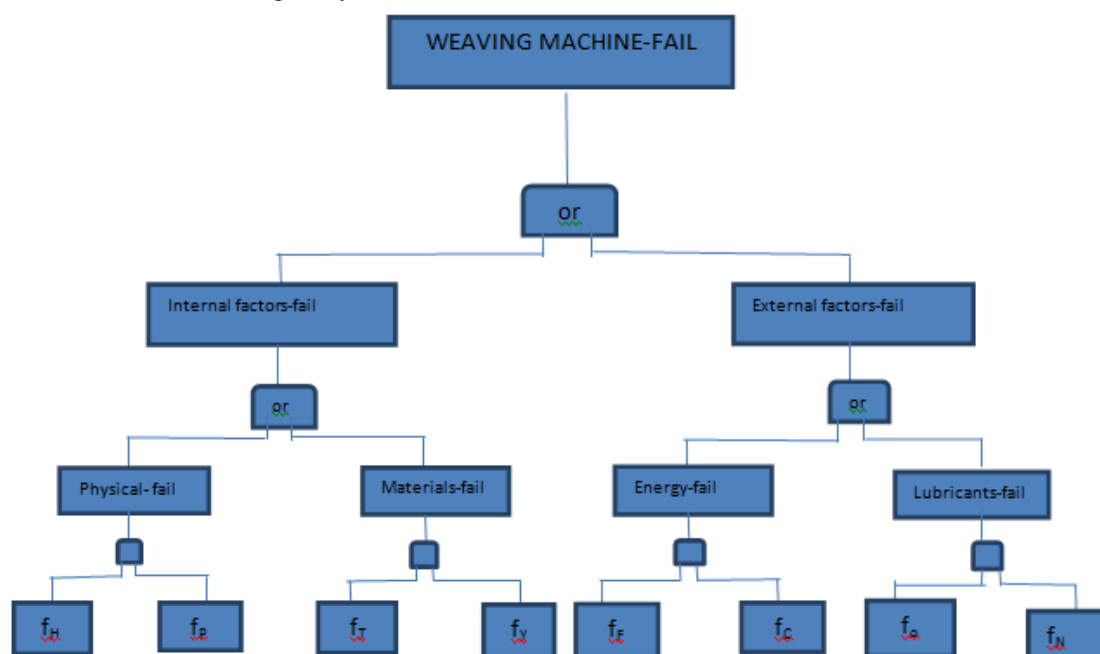 WEAVING MACHINE-FAIL
or
Internal factors-fail
External factors-fail
or
or
Physical- fail
Materials-fail
Energy-fail
Lubricants-fail
fH
fP
fT
fY
fE
fC
fo
fN